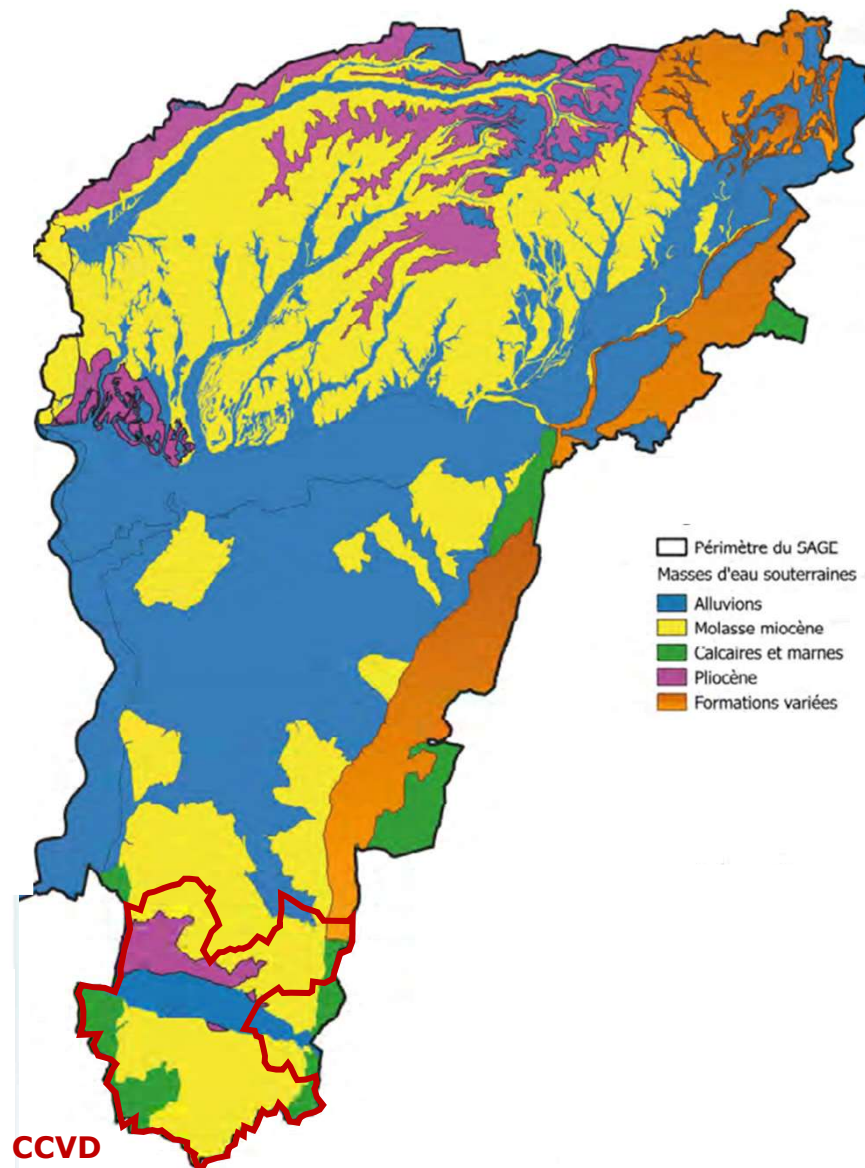 Périmètre du SAGE
Masses d'eau souterraines
Alluvions
Molasse miocène
Calcaires et marnes
Pliocène
Formations variées
CCVD